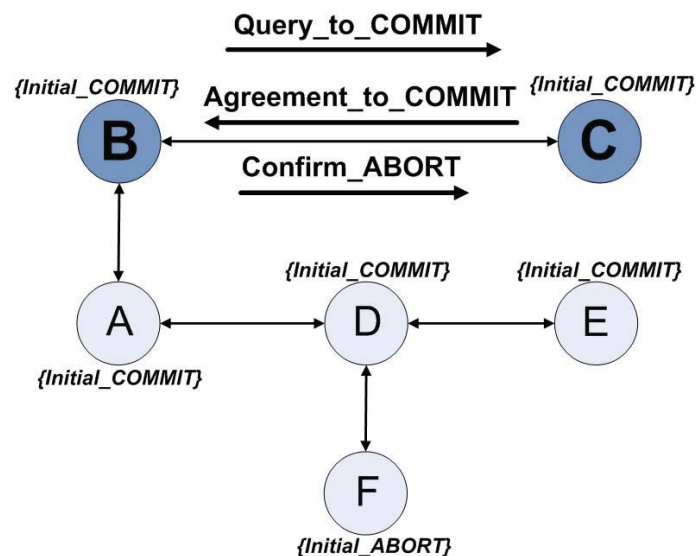 Query_to_COMMIT
{Initial_COMMIT}
Agreement_to_COMMIT
{Initial_COMMIT}
B
C
Confirm_ABORT
{Initial_COMMIT}
{Initial_COMMIT}
A
D
E
{Initial_COMMIT}
F
{Initial_ABORT}